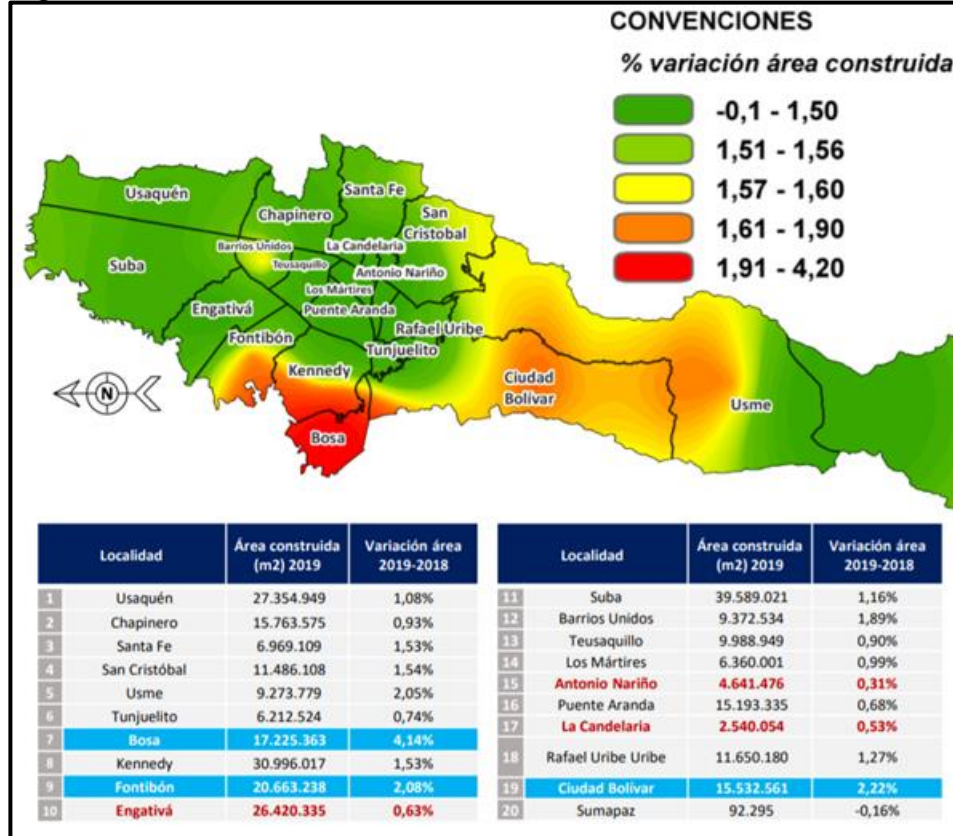 CONVENCIONES
% variación área construida
-0,1 - 1,50
1,51 - 1,56
1,57 - 1,60
1,61 - 1,90
1,91 - 4,20
Usaquén
Santa Fe
Chapinero
San
Cristobal
Barrios Unidos
La Candelaria
Suba
Teusaquillo
Antonio Nariño
Los Mártires
Engativá
Puente Aranda
Fontibón
Rafael Uribe
Tunjuelito
Kennedy
Ciudad
Bolívar
Usme
N
Bosa
Localidad Área construida (m2) 2019 Variación área 2019-2018
1 Usaquén 27.354.949 1,08%
2 Chapinero 15.763.575 0,93%
3 Santa Fe 6.969.109 1,53%
4 San Cristóbal 11.486.108 1,54%
5 Usme 9.273.779 2,05%
6 Tunjuelito 6.212.524 0,74%
7 Bosa 17.225.363 4,14%
8 Kennedy 30.996.017 1,53%
9 Fontibón 20.663.238 2,08%
10 Engativá 26.420.335 0,63%
Localidad Área construida (m2) 2019 Variación área 2019-2018
11 Suba 39.589.021 1,16%
12 Barrios Unidos 9.372.534 1,89%
13 Teusaquillo 9.988.949 0,90%
14 Los Mártires 6.360.001 0,99%
15 Antonio Nariño 4.641.476 0,31%
16 Puente Aranda 15.193.335 0,68%
17 La Candelaria 2.540.054 0,53%
18 Rafael Uribe Uribe 11.650.180 1,27%
19 Ciudad Bolívar 15.532.561 2,22%
20 Sumapaz 92.295 -0,16%